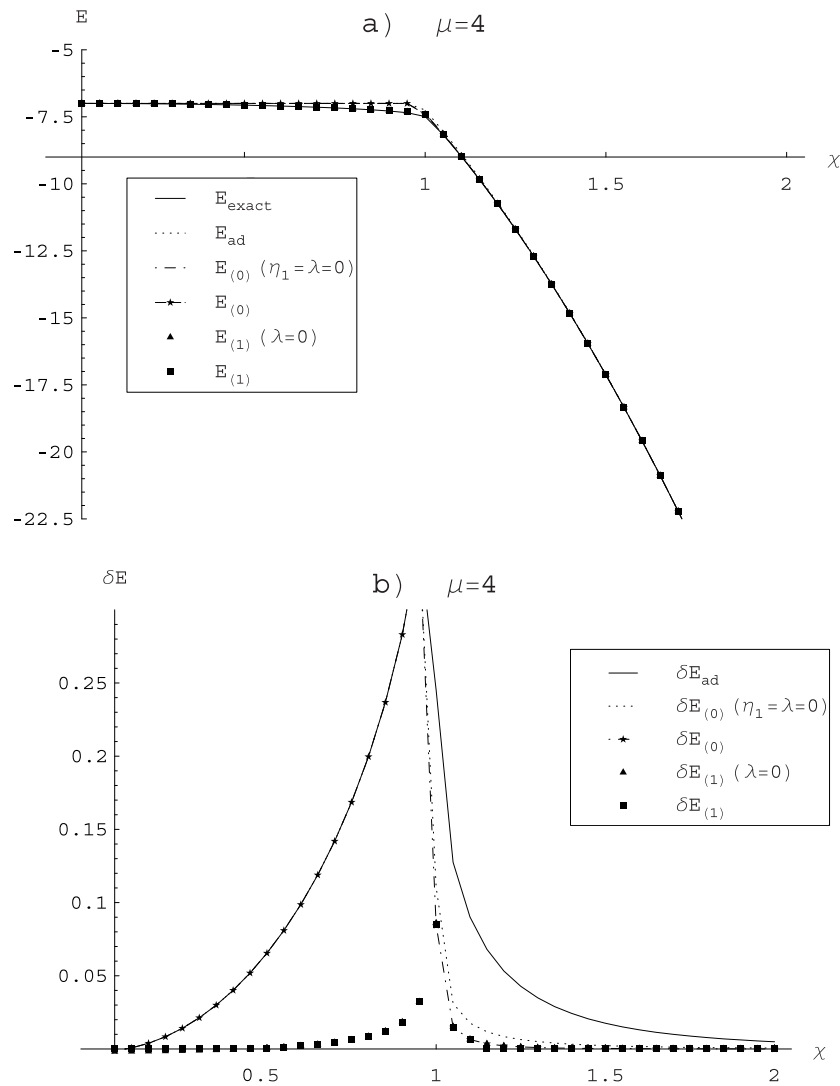 a) μ=4
E
-5
-7.5
χ
1
1.5
2
-10
-12.5
-15
-17.5
-20
-22.5
E_exact
E_ad
E_(0) (η_1=λ=0)
E_(0)
E_(1) (λ=0)
E_(1)
b) μ=4
δE
0.25
0.2
0.15
0.1
0.05
0.5
1
1.5
2
χ
δE_ad
δE_(0) (η_1=λ=0)
δE_(0)
δE_(1) (λ=0)
δE_(1)